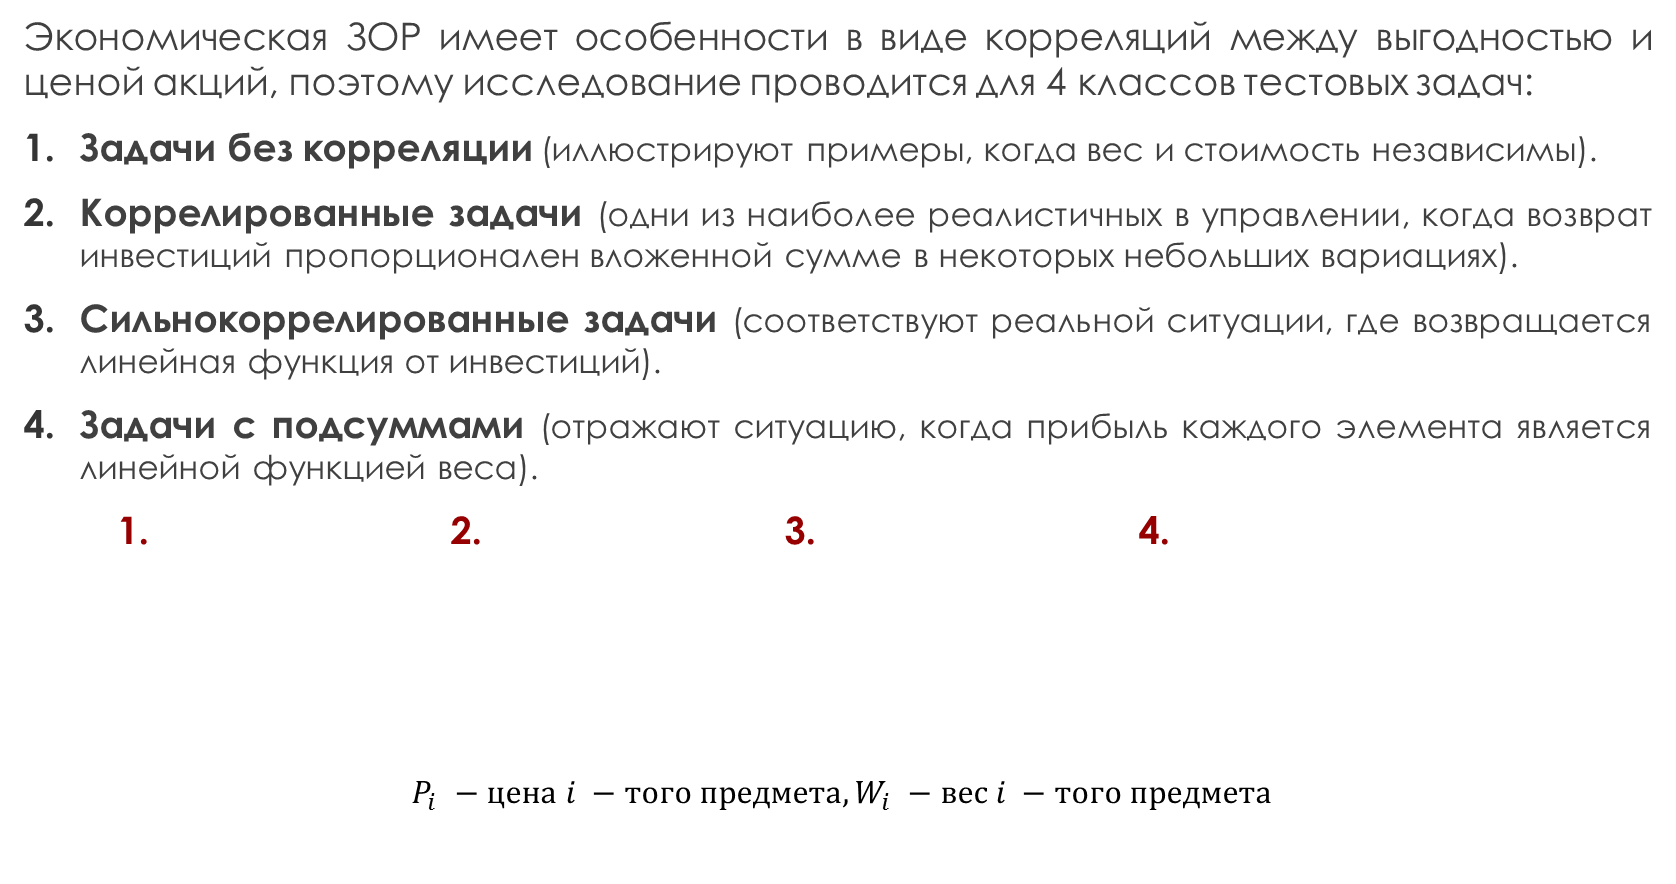 Экономическая ЗОР имеет особенности в виде корреляций между выгодностью и
ценой акций, поэтому исследование проводится для 4 классов тестовых задач:
1. Задачи без корреляции (иллюстрируют примеры, когда вес и стоимость независимы).
2. Коррелированные задачи (одни из наиболее реалистичных в управлении, когда возврат
инвестиций пропорционален вложенной сумме в некоторых небольших вариациях).
3. Сильнокоррелированные задачи (соответствуют реальной ситуации, где возвращается
линейная функция от инвестиций).
4. Задачи с подсуммами (отражают ситуацию, когда прибыль каждого элемента является
линейной функцией веса).
1. 2. 3. 4.
P_i − цена i − того предмета, W_i − вес i − того предмета